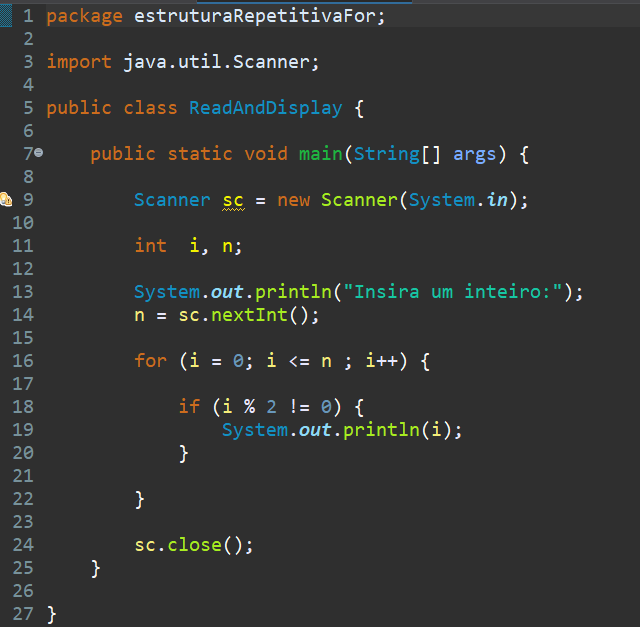 1 package estruturaRepetitivaFor;
2
3 import java.util.Scanner;
4
5 public class ReadAndDisplay {
6
7 public static void main(String[] args) {
8
9 Scanner sc = new Scanner(System.in);
10
11 int  i, n;
12
13 System.out.println("Insira um inteiro:");
14 n = sc.nextInt();
15
16 for (i = 0; i <= n ; i++) {
17
18 if (i % 2 != 0) {
19 System.out.println(i);
20 }
21
22 }
23
24 sc.close();
25 }
26
27 }